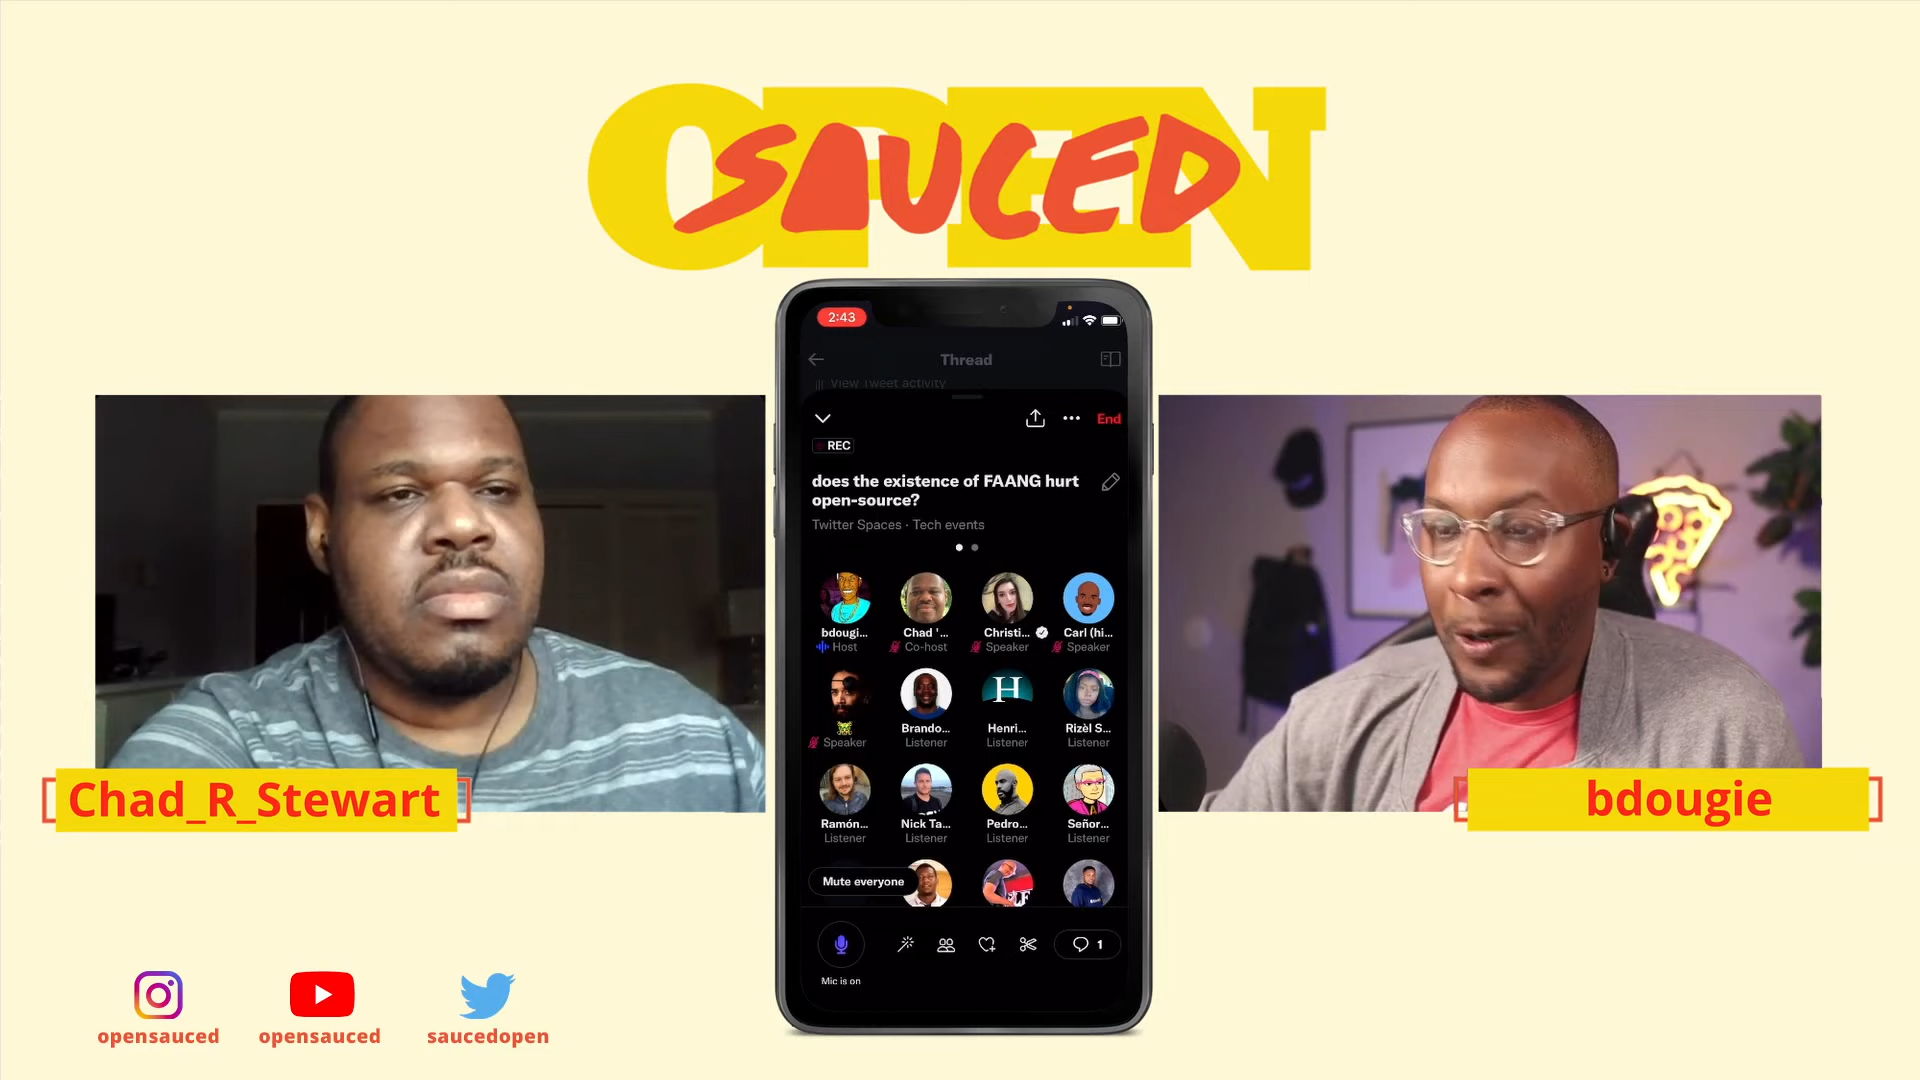 OPEN
SAUCED
2:43
Thread
View Tweet activity
End
REC
does the existence of FAANG hurt
open-source?
Twitter Spaces · Tech events
bdougi... Chad '... Christi... Carl (hi...
Host Co-host Speaker Speaker
Brando... Henri... Rizèl S...
H
Speaker Listener Listener Listener
Ramón... Nick Ta... Pedro... Señor...
Listener Listener Listener Listener
Mute everyone
1
Mic is on
Chad_R_Stewart
bdougie
opensauced opensauced saucedopen